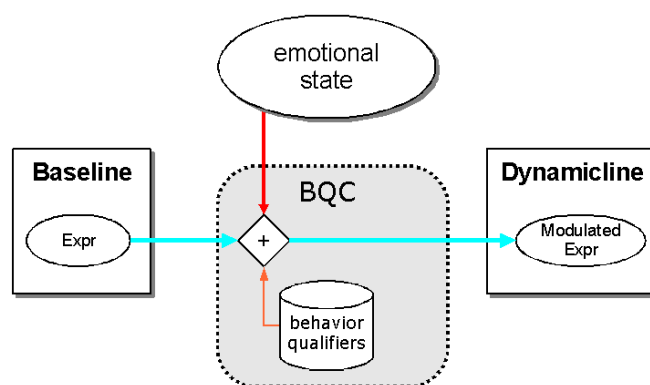 emotional
state
Baseline
BQC
Dynamicline
Expr
+
Modulated
Expr
behavior
qualifiers